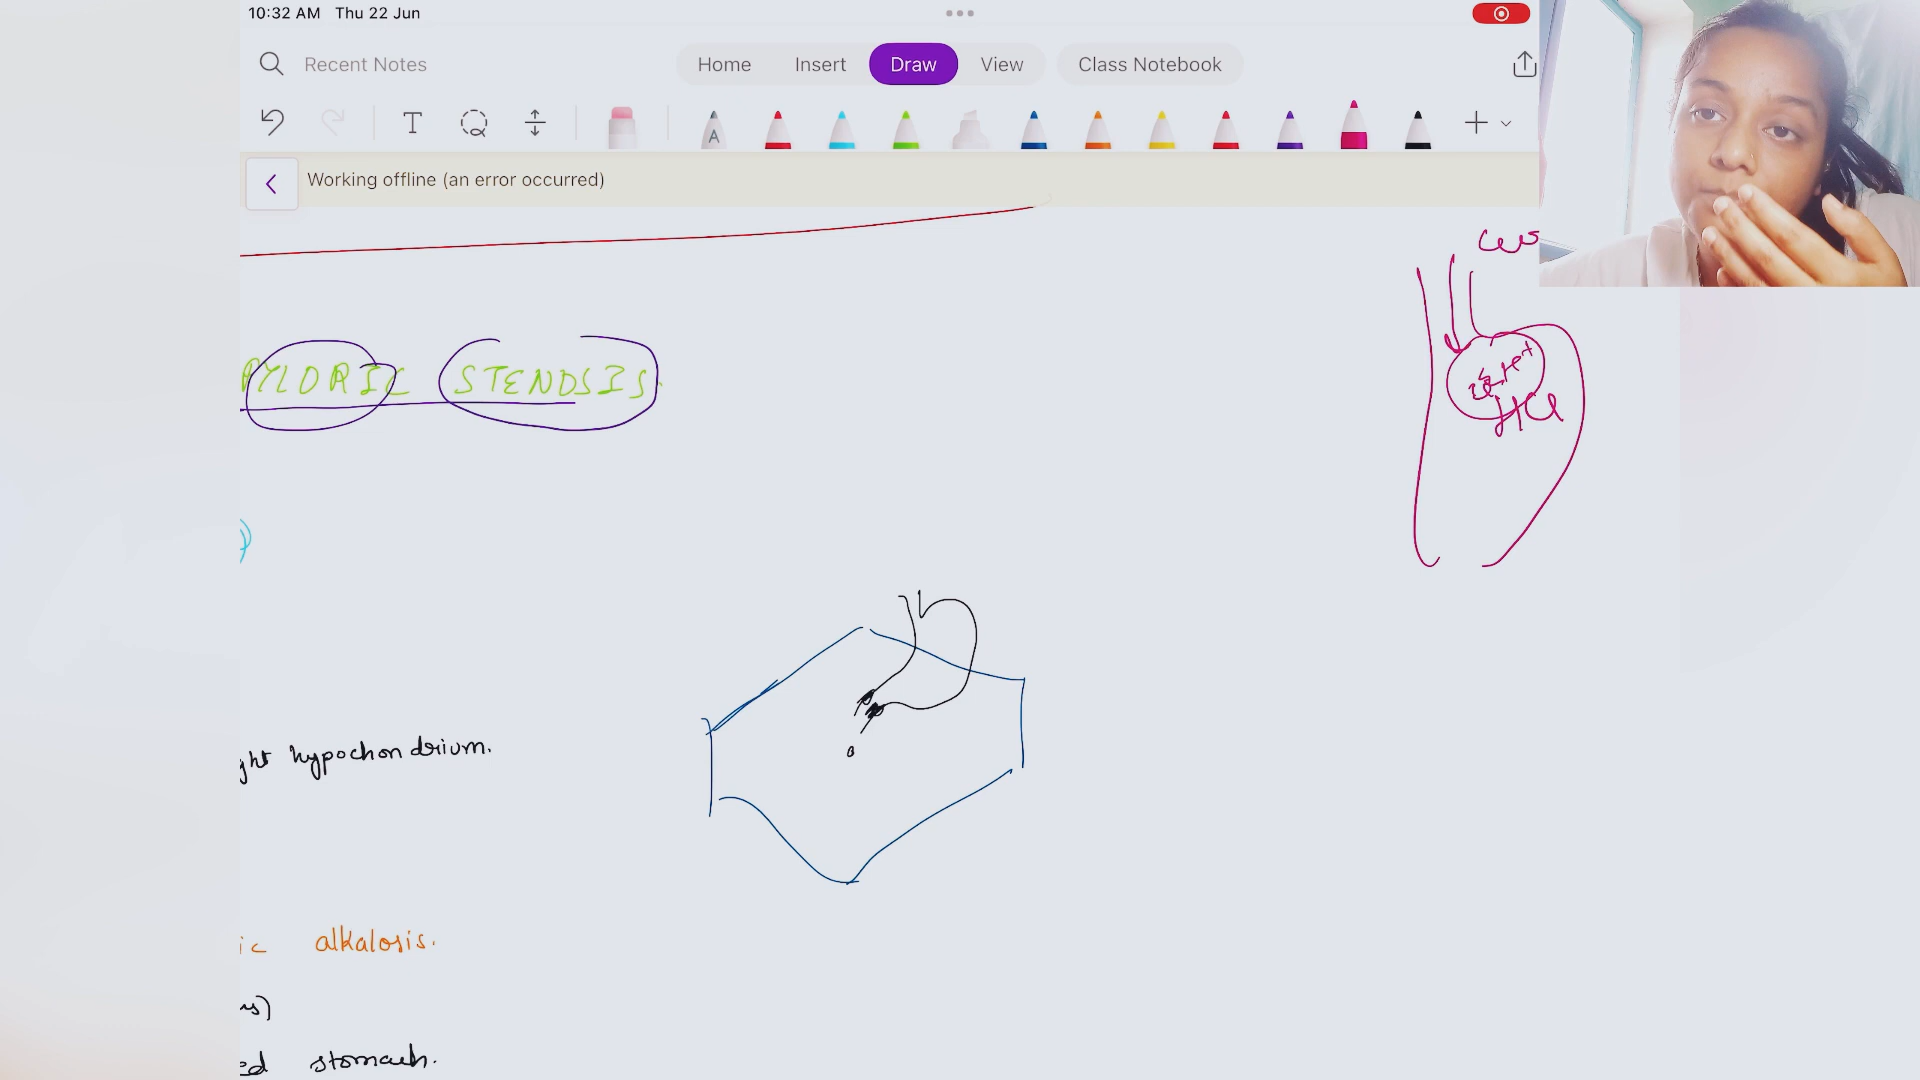 10:32 AM Thu 22 Jun
Recent Notes Home Insert Draw View Class Notebook
T A
Working offline (an error occurred)
PYLORIC STENOSIS.
HCl
ght hypochondrium.
ic alkalosis.
ed stomach.